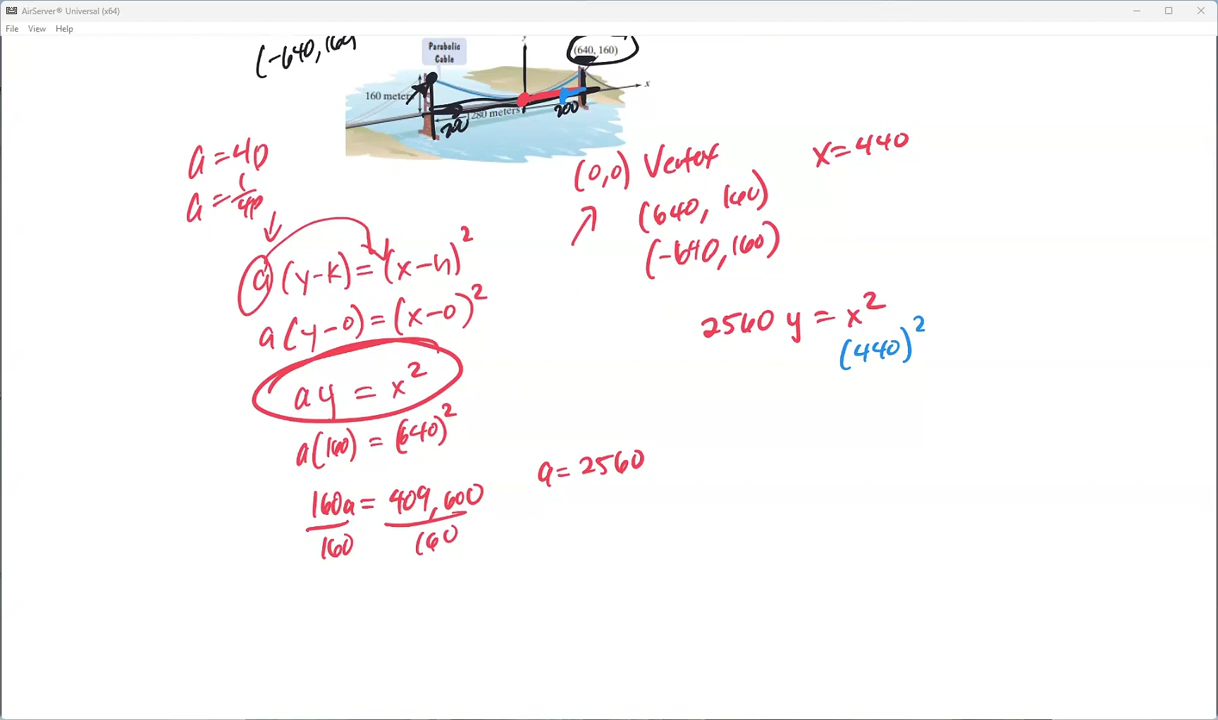 AirServer® Universal (x64)
File View Help
(-640, 160)
Parabolic
Cable
y
(640, 160)
x
160 meters
1280 meters
200
200
a=40
a=1/40
(0,0) Vertex
x=440
(640, 160)
(-640, 160)
a(y-k)=(x-h)²
a(y-0)=(x-0)²
2560 y = x²
(440)²
ay = x²
a(160) = (640)²
a= 2560
160a= 409,600
160 160